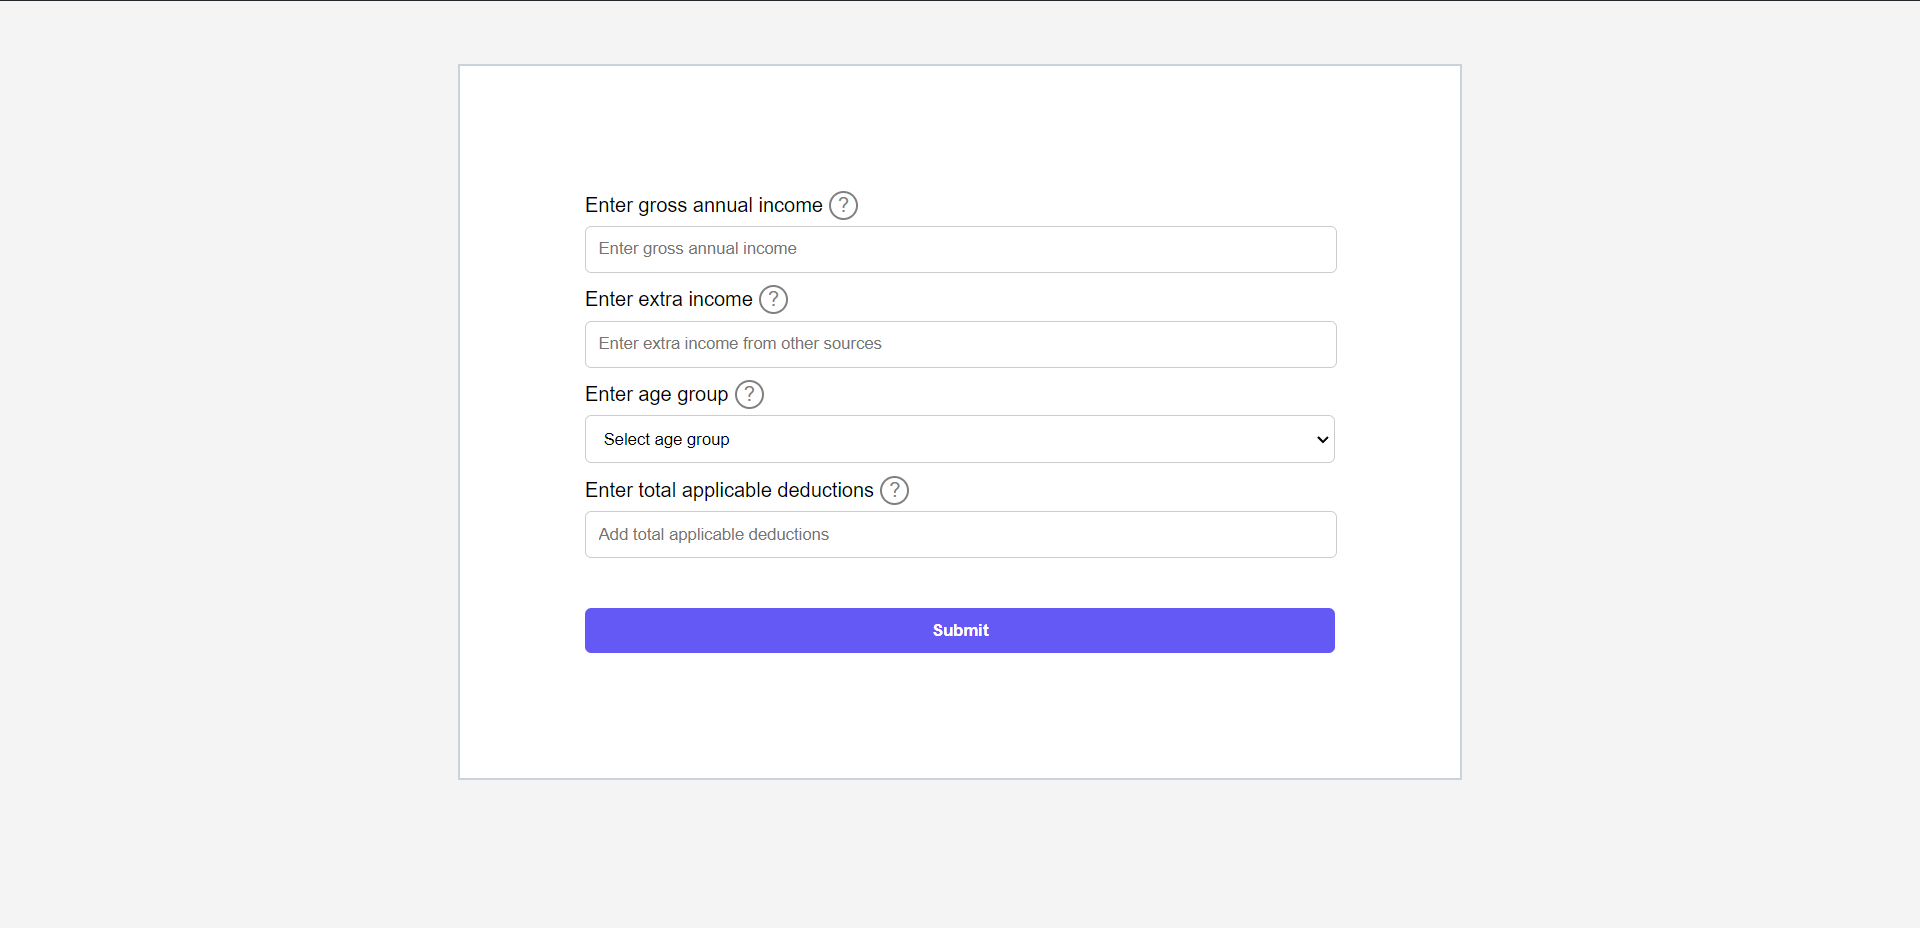 Enter gross annual income ?
Enter gross annual income
Enter extra income ?
Enter extra income from other sources
Enter age group ?
Select age group
Enter total applicable deductions ?
Add total applicable deductions
Submit